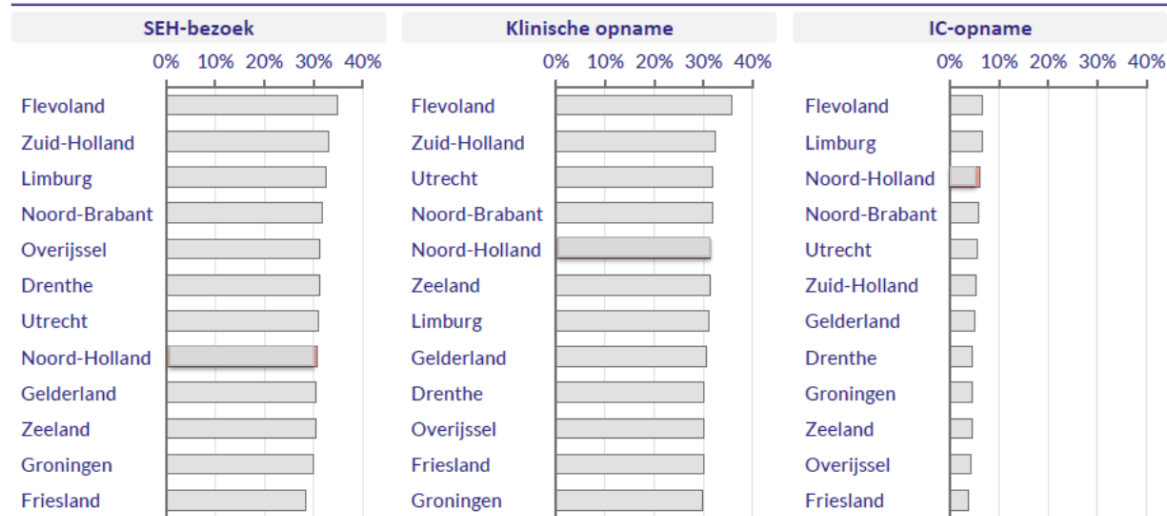 SEH-bezoek
0% 10% 20% 30% 40%
Flevoland
Zuid-Holland
Limburg
Noord-Brabant
Overijssel
Drenthe
Utrecht
Noord-Holland
Gelderland
Zeeland
Groningen
Friesland
Klinische opname
0% 10% 20% 30% 40%
Flevoland
Zuid-Holland
Utrecht
Noord-Brabant
Noord-Holland
Zeeland
Limburg
Gelderland
Drenthe
Overijssel
Friesland
Groningen
IC-opname
0% 10% 20% 30% 40%
Flevoland
Limburg
Noord-Holland
Noord-Brabant
Utrecht
Zuid-Holland
Gelderland
Drenthe
Groningen
Zeeland
Overijssel
Friesland